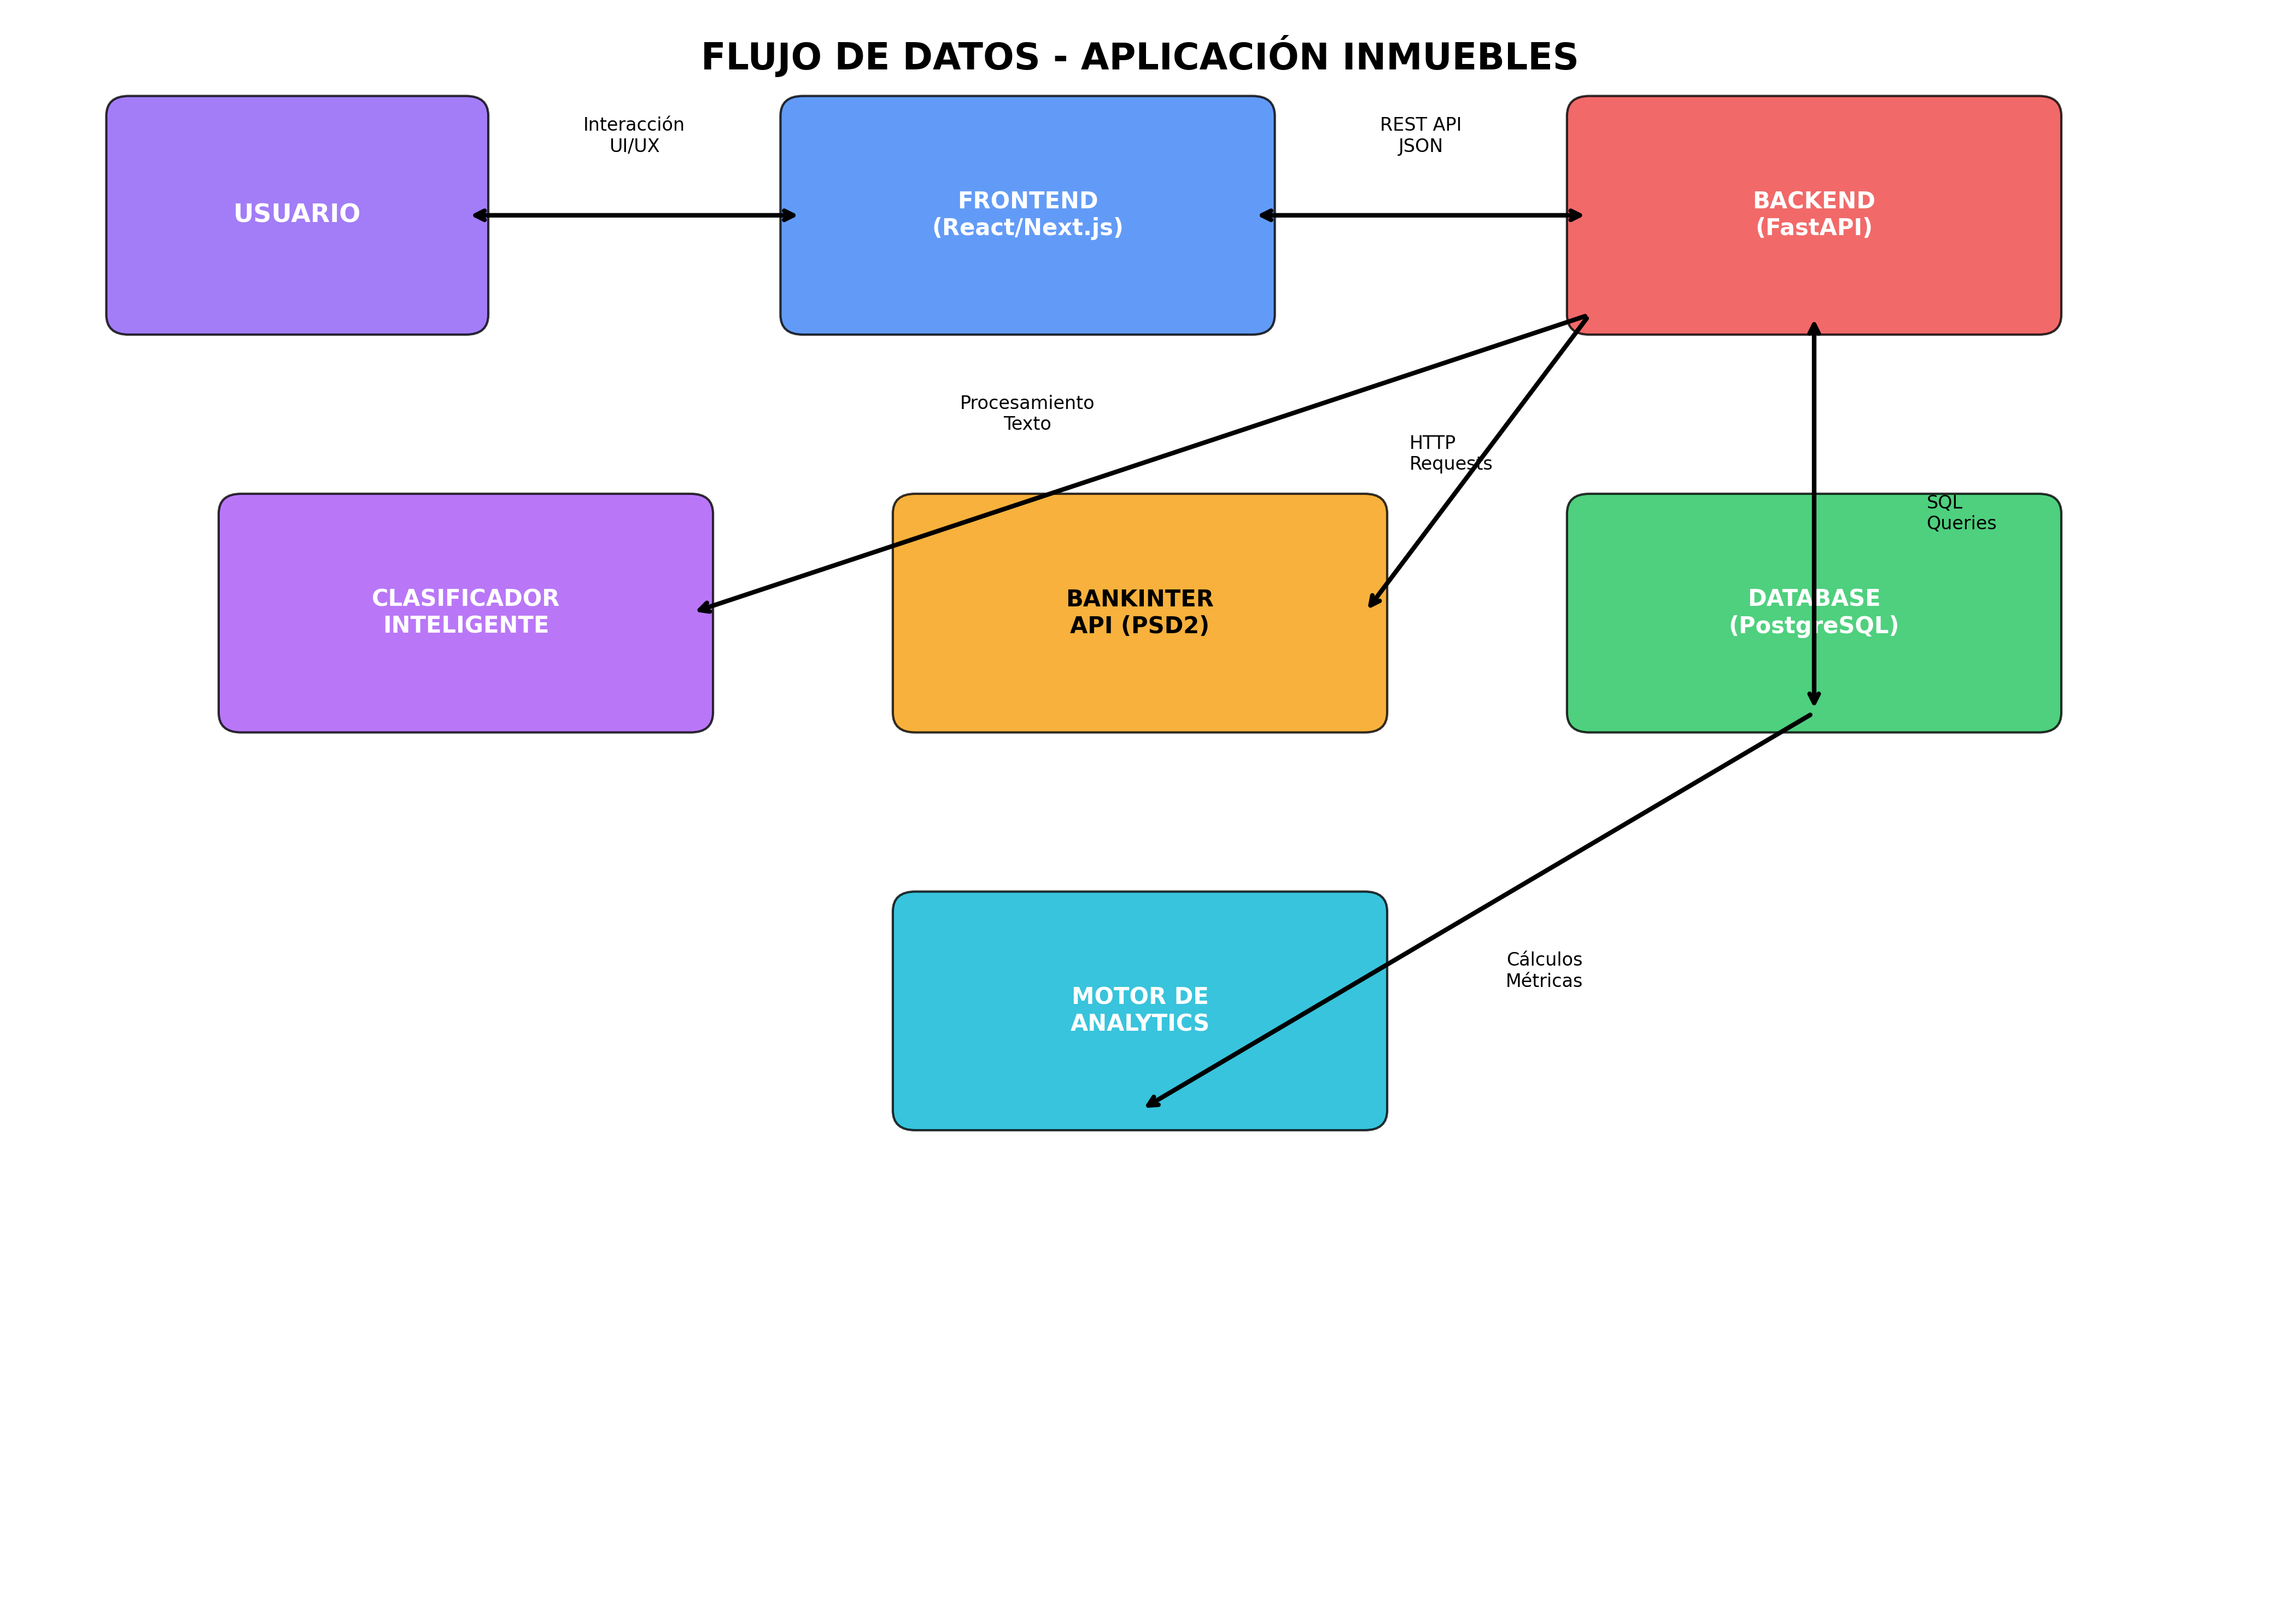 FLUJO DE DATOS - APLICACIÓN INMUEBLES
USUARIO
Interacción
UI/UX
FRONTEND
(React/Next.js)
REST API
JSON
BACKEND
(FastAPI)
Procesamiento
Texto
HTTP
Requests
SQL
Queries
CLASIFICADOR
INTELIGENTE
BANKINTER
API (PSD2)
DATABASE
(PostgreSQL)
MOTOR DE
ANALYTICS
Cálculos
Métricas